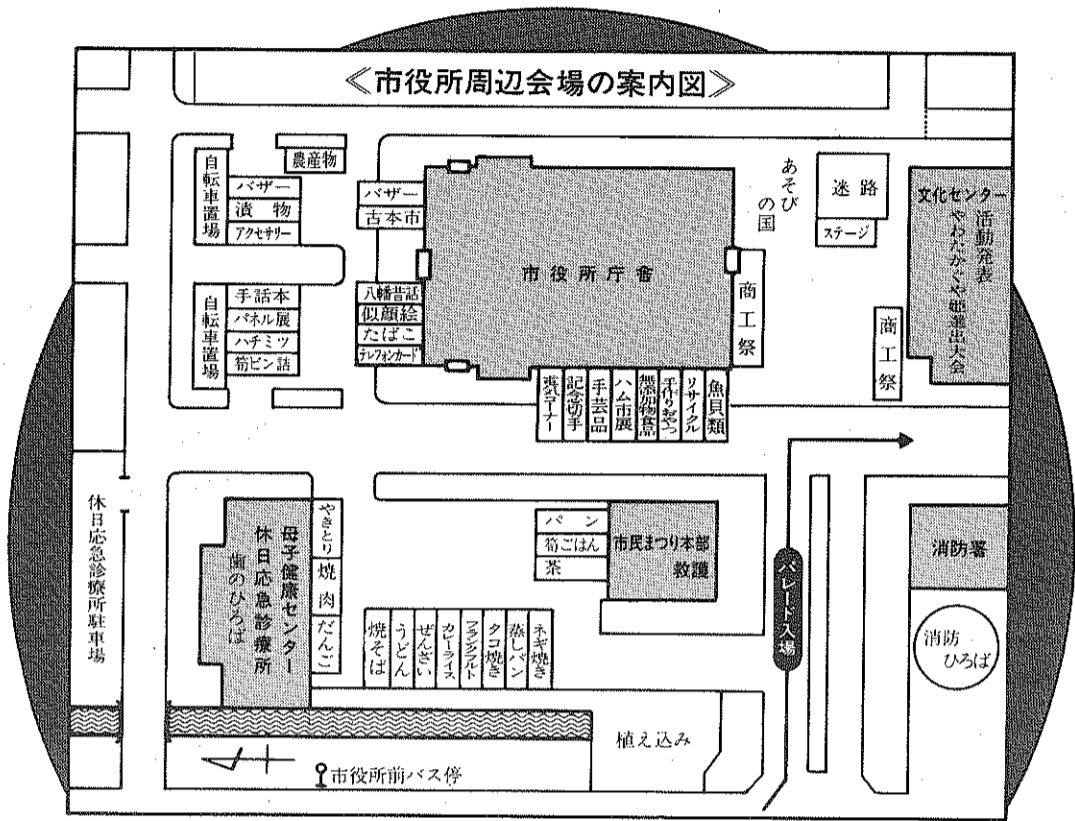 ≪市役所周辺会場の案内図≫
農産物
自転車置場
バザー
漬物
アクセサリー
バザー
古本市
市役所庁舎
あそび
の国
迷路
ステージ
文化センター
活動発表
やわたかぐや姫選出大会
自転車置場
手話本
パネル展
ハチミツ
筍ビン詰
八幡昔話
似顔絵
たばこ
テレフォンカード
商工祭
商工祭
記念切手
手芸品
ハム市展
無添加物食品
手作りおやつ
リサイクル
魚貝類
休日応急診療所駐車場
母子健康センター
休日応急診療所
歯のひろば
やきとり
焼肉
だんご
パン
筍ごはん
茶
市民まつり本部
救護
パレード入場
消防署
消防
ひろば
焼そば
うどん
ぜんざい
カレーライス
フランクフルト
タコ焼き
蒸しパン
ネギ焼き
植え込み
市役所前バス停